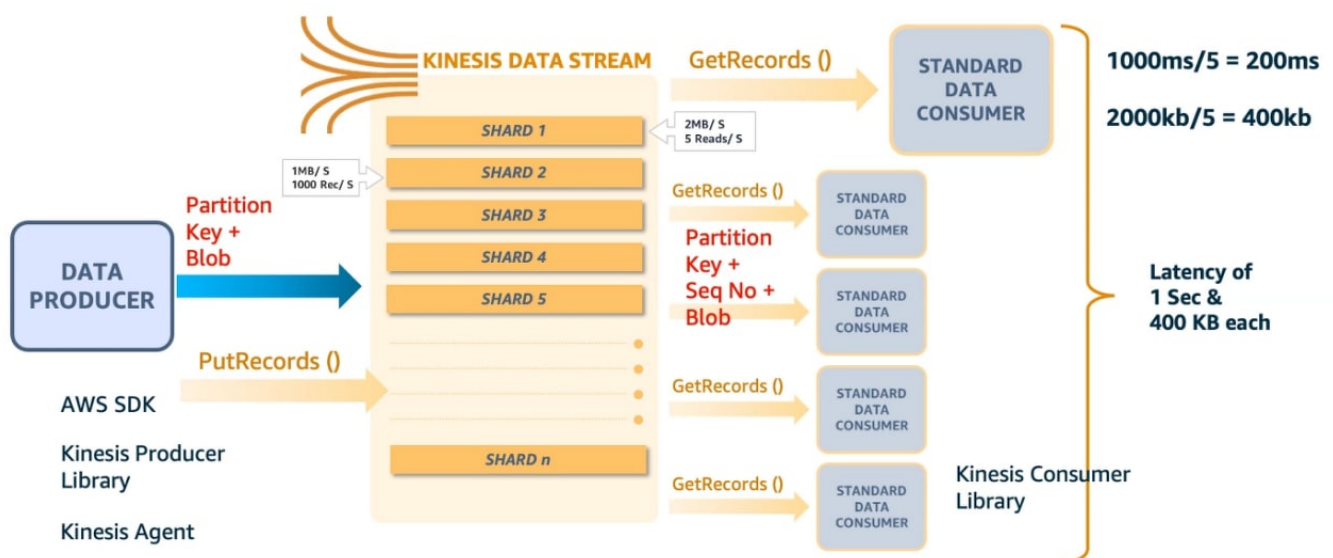 KINESIS DATA STREAM
GetRecords ()
STANDARD
DATA
CONSUMER
1000ms/5 = 200ms
2000kb/5 = 400kb
SHARD 1
2MB/ S
5 Reads/ S
1MB/ S
1000 Rec/ S
SHARD 2
SHARD 3
SHARD 4
SHARD 5
SHARD n
Partition
Key +
Blob
DATA
PRODUCER
PutRecords ()
AWS SDK
Kinesis Producer
Library
Kinesis Agent
GetRecords ()
STANDARD
DATA
CONSUMER
Partition
Key +
Seq No +
Blob
STANDARD
DATA
CONSUMER
GetRecords ()
STANDARD
DATA
CONSUMER
GetRecords ()
STANDARD
DATA
CONSUMER
Kinesis Consumer
Library
Latency of
1 Sec &
400 KB each